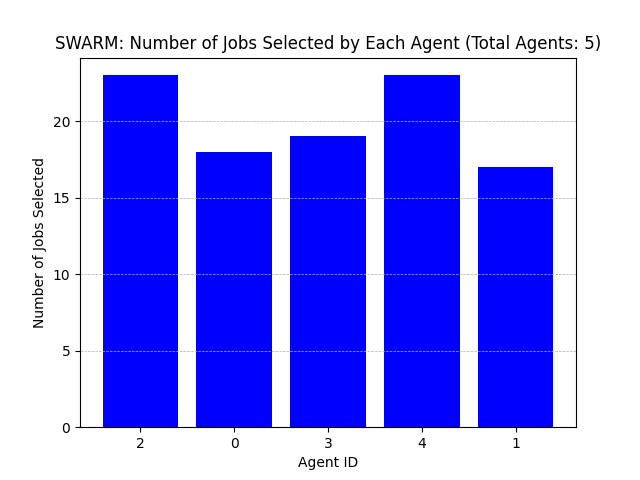 SWARM: Number of Jobs Selected by Each Agent (Total Agents: 5)
Number of Jobs Selected
20
15
10
5
0
2 0 3 4 1
Agent ID